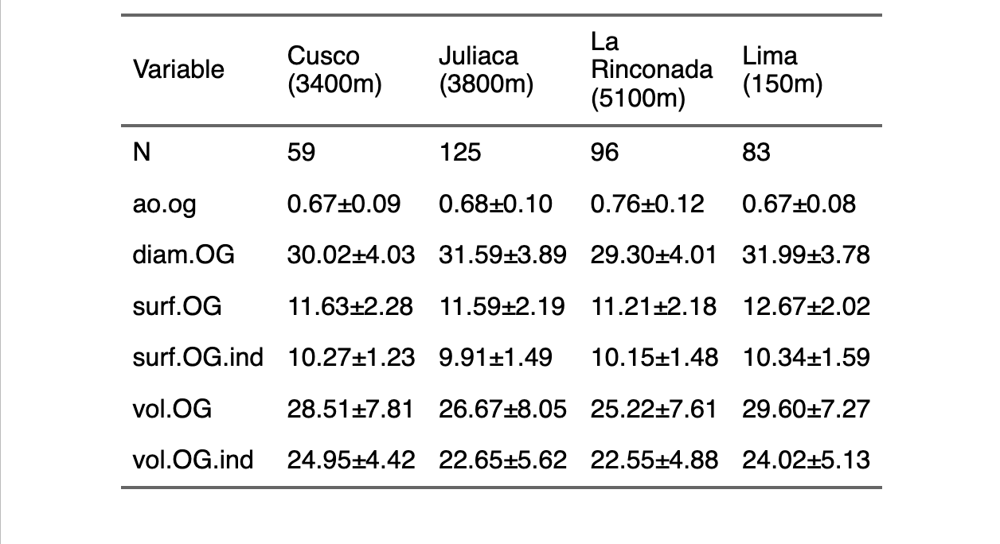 Variable Cusco (3400m) Juliaca (3800m) La Rinconada (5100m) Lima (150m)
N 59 125 96 83
ao.og 0.67±0.09 0.68±0.10 0.76±0.12 0.67±0.08
diam.OG 30.02±4.03 31.59±3.89 29.30±4.01 31.99±3.78
surf.OG 11.63±2.28 11.59±2.19 11.21±2.18 12.67±2.02
surf.OG.ind 10.27±1.23 9.91±1.49 10.15±1.48 10.34±1.59
vol.OG 28.51±7.81 26.67±8.05 25.22±7.61 29.60±7.27
vol.OG.ind 24.95±4.42 22.65±5.62 22.55±4.88 24.02±5.13